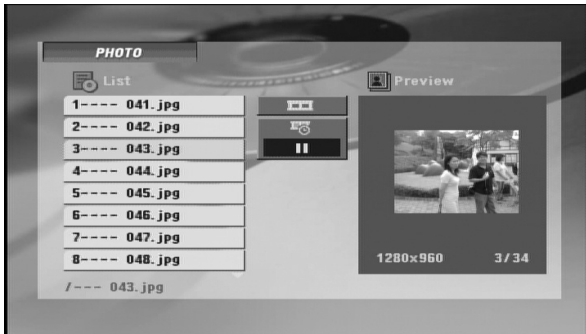 PHOTO
List
1---- 041.jpg
2---- 042.jpg
3---- 043.jpg
4---- 044.jpg
5---- 045.jpg
6---- 046.jpg
7---- 047.jpg
8---- 048.jpg
/--- 043.jpg
Preview
1280x960 3/34